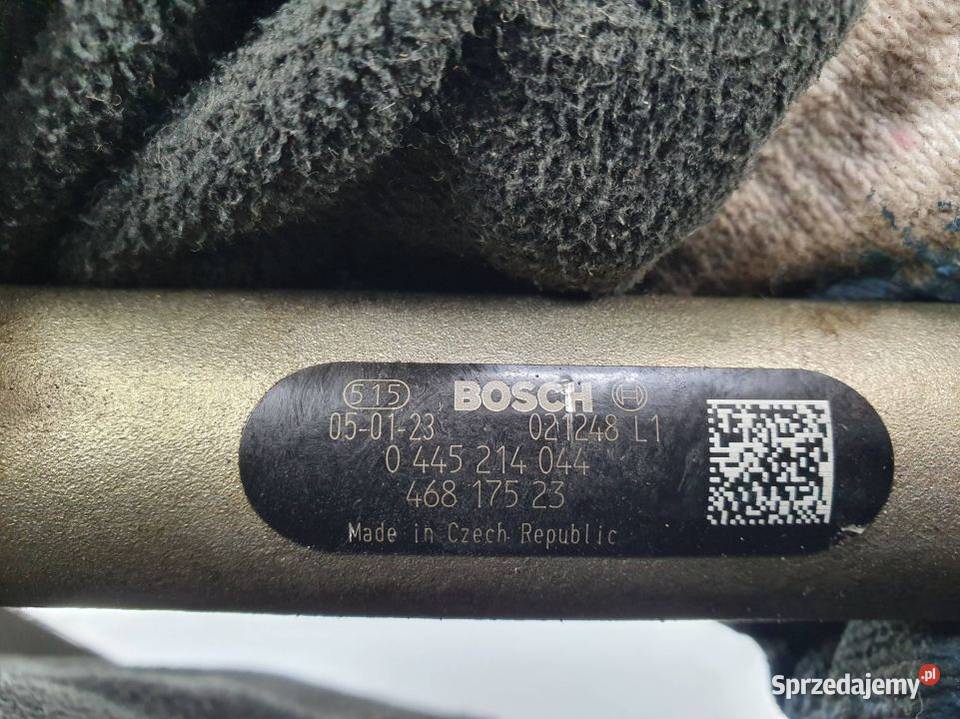 515 BOSCH
05-01-23 021248 L1
0 445 214 044
468 175 23
Made in Czech Republic
Sprzedajemy.pl